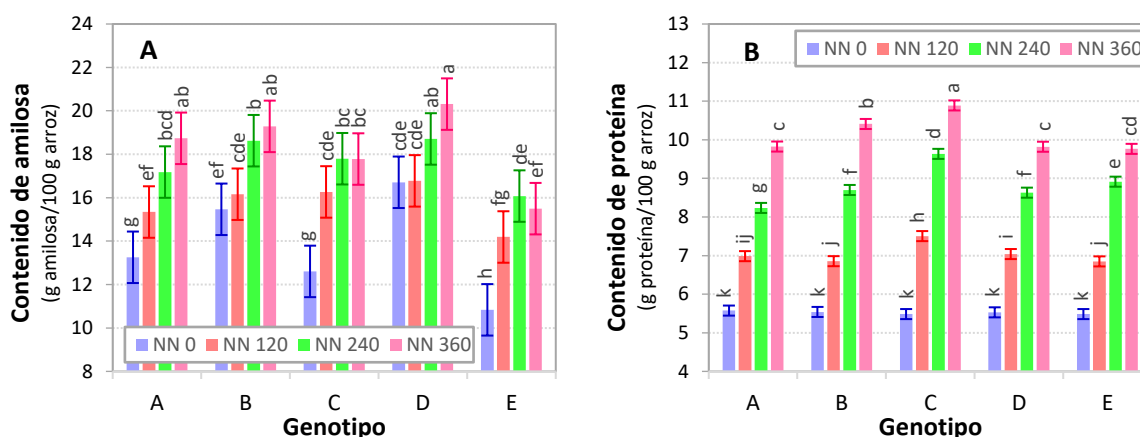 A
Contenido de amilosa
(g amilosa/100 g arroz)
24
22
20
18
16
14
12
10
8
g
ef
bcd
ab
ef
cde
b
ab
g
cde
bc
bc
cde
cde
ab
a
h
fg
de
ef
NN 0 NN 120 NN 240 NN 360
A B C D E
Genotipo
B
NN 0 NN 120 NN 240 NN 360
Contenido de proteína
(g proteína/100 g arroz)
13
12
11
10
9
8
7
6
5
4
k
ij
g
c
k
j
f
b
k
h
d
a
k
i
f
c
k
j
e
cd
A B C D E
Genotipo